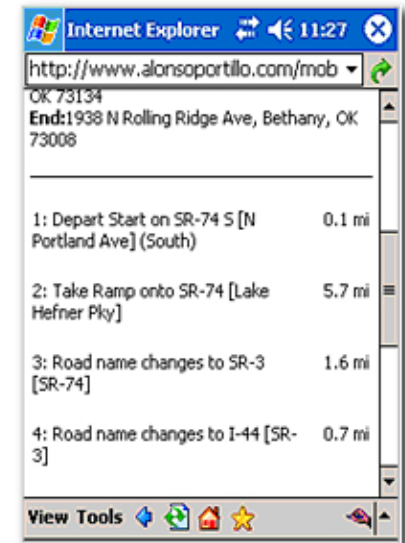 Internet Explorer 11:27
http://www.alonsoportillo.com/mob
OK 73134
End:1938 N Rolling Ridge Ave, Bethany, OK
73008
1: Depart Start on SR-74 S [N 0.1 mi
Portland Ave] (South)
2: Take Ramp onto SR-74 [Lake 5.7 mi
Hefner Pky]
3: Road name changes to SR-3 1.6 mi
[SR-74]
4: Road name changes to I-44 [SR- 0.7 mi
3]
View Tools